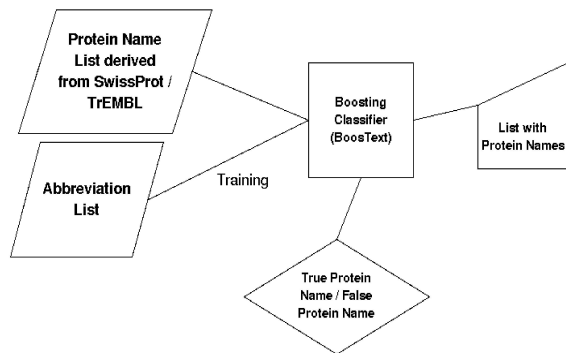 Protein Name
List derived
from SwissProt /
TrEMBL
Abbreviation
List
Training
Boosting
Classifier
(BoosText)
List with
Protein Names
True Protein
Name / False
Protein Name